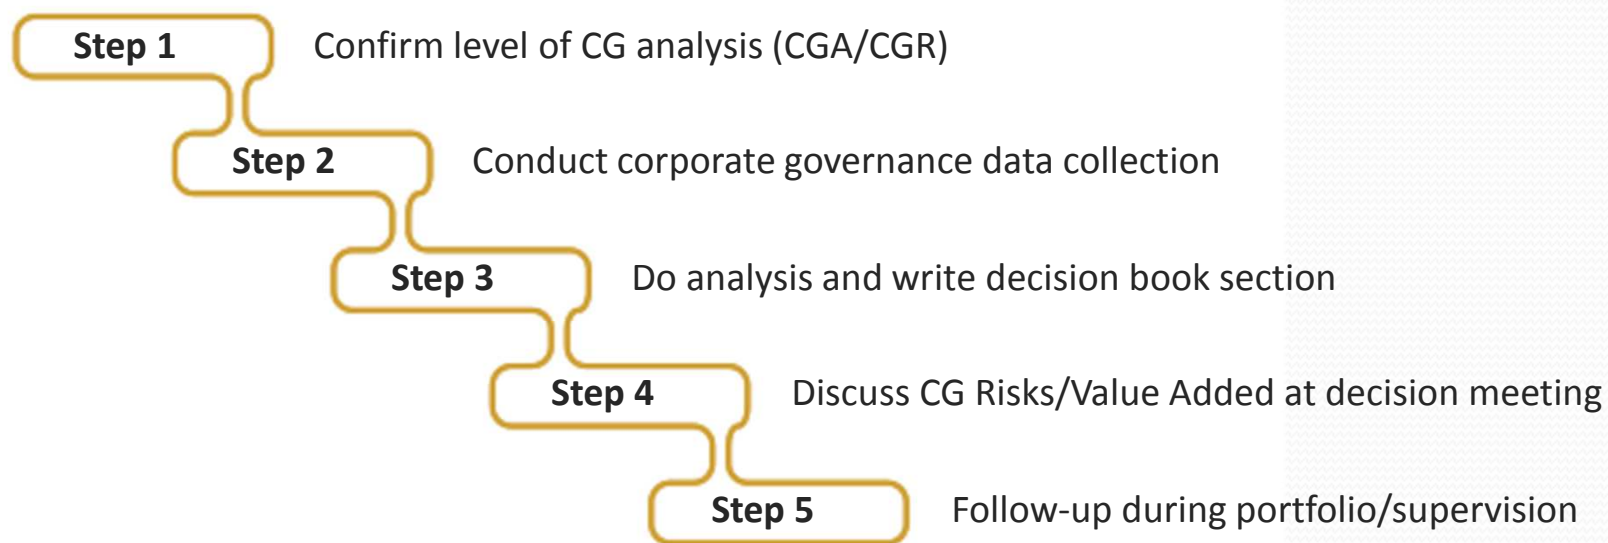 Step 1 Confirm level of CG analysis (CGA/CGR)
Step 2 Conduct corporate governance data collection
Step 3 Do analysis and write decision book section
Step 4 Discuss CG Risks/Value Added at decision meeting
Step 5 Follow-up during portfolio/supervision